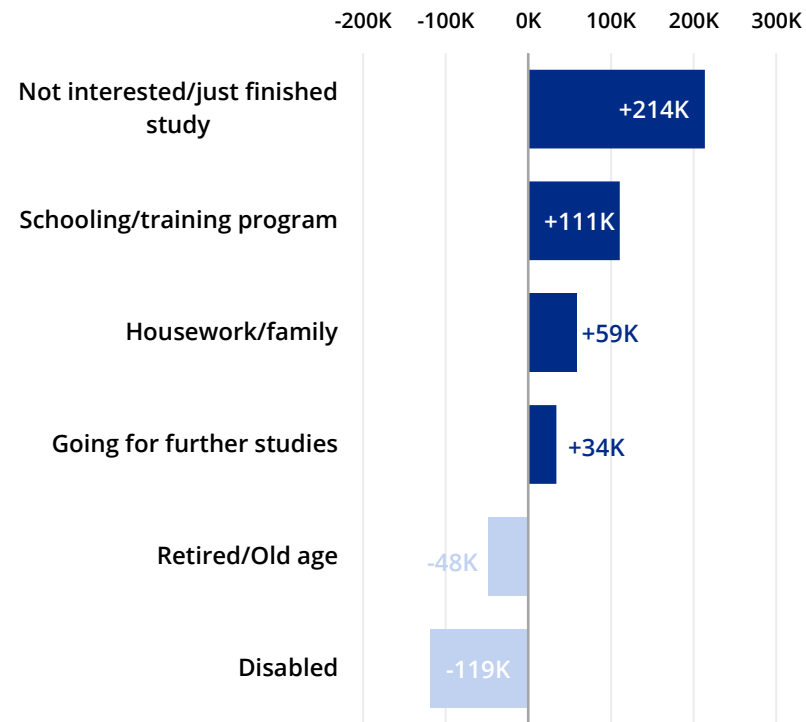 -200K -100K 0K 100K 200K 300K
Not interested/just finished
study
+214K
Schooling/training program
+111K
Housework/family
+59K
Going for further studies
+34K
Retired/Old age
-48K
Disabled
-119K